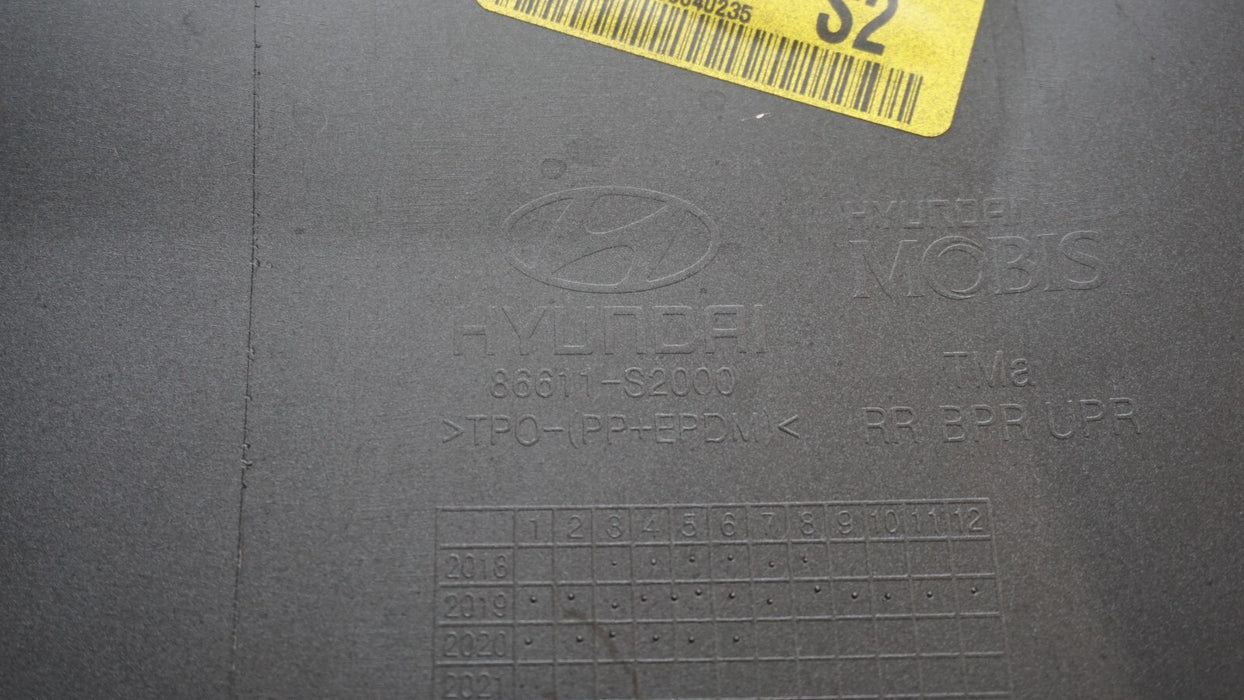 S2
HYUNDAI
86611-S2000
>TPO-(PP+EPDM)<
HYUNDAI
MOBIS
TMa
RR BPR UPR
1 2 3 4 5 6 7 8 9 10 11 12
2018
2019
2020
2021